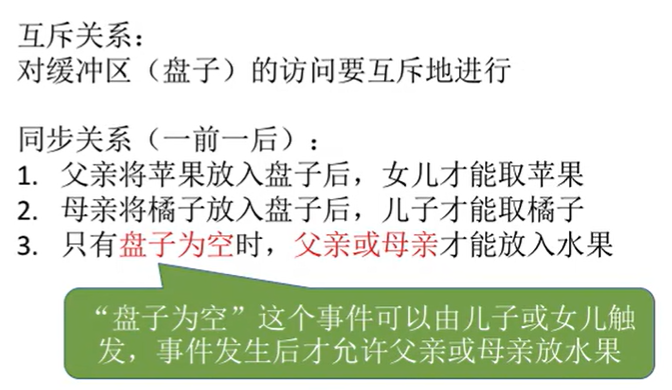 互斥关系：
对缓冲区（盘子）的访问要互斥地进行
同步关系（一前一后）：
1. 父亲将苹果放入盘子后，女儿才能取苹果
2. 母亲将橘子放入盘子后，儿子才能取橘子
3. 只有盘子为空时，父亲或母亲才能放入水果
“盘子为空”这个事件可以由儿子或女儿触
发，事件发生后才允许父亲或母亲放水果